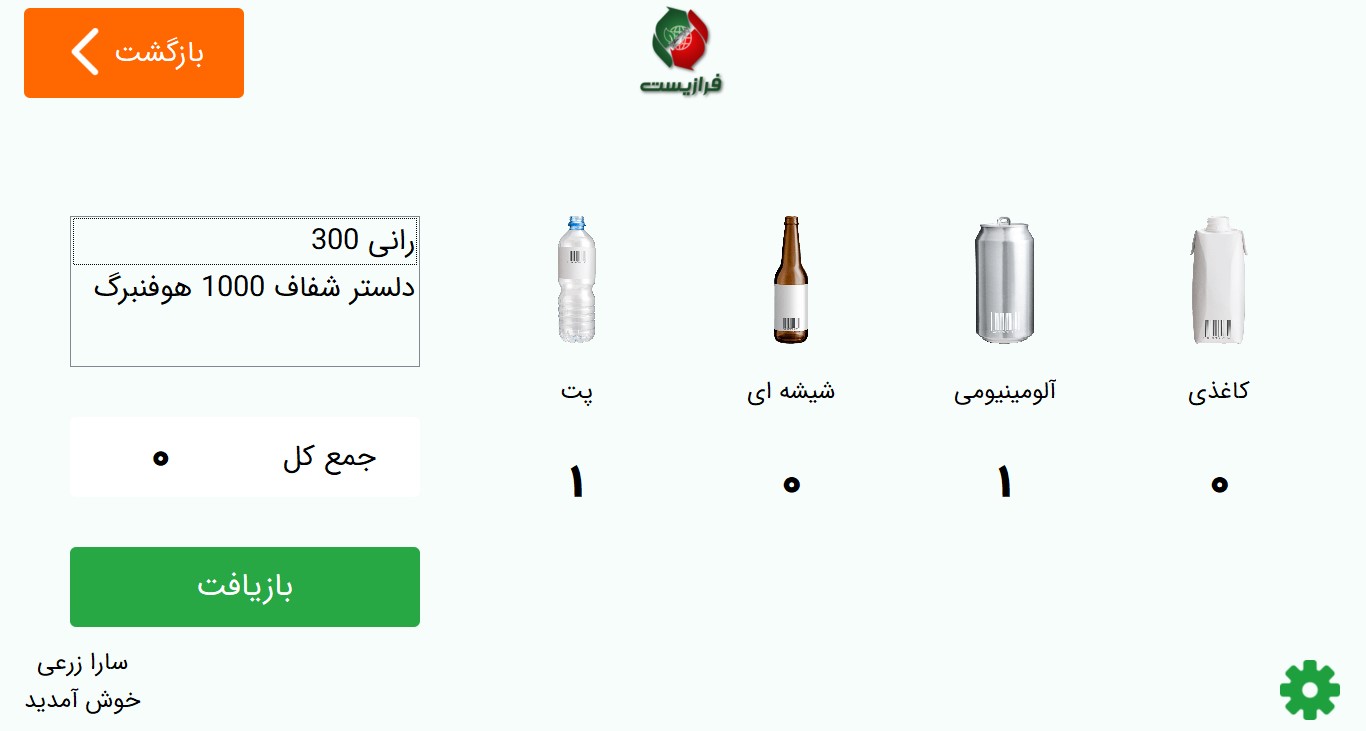 بازگشت
فرازیست
رانی 300
دلستر شفاف 1000 هوفنبرگ
جمع کل ۰
بازیافت
کاغذی
آلومینیومی
شیشه ای
پت
۰
۱
۰
۱
سارا زرعی
خوش آمدید